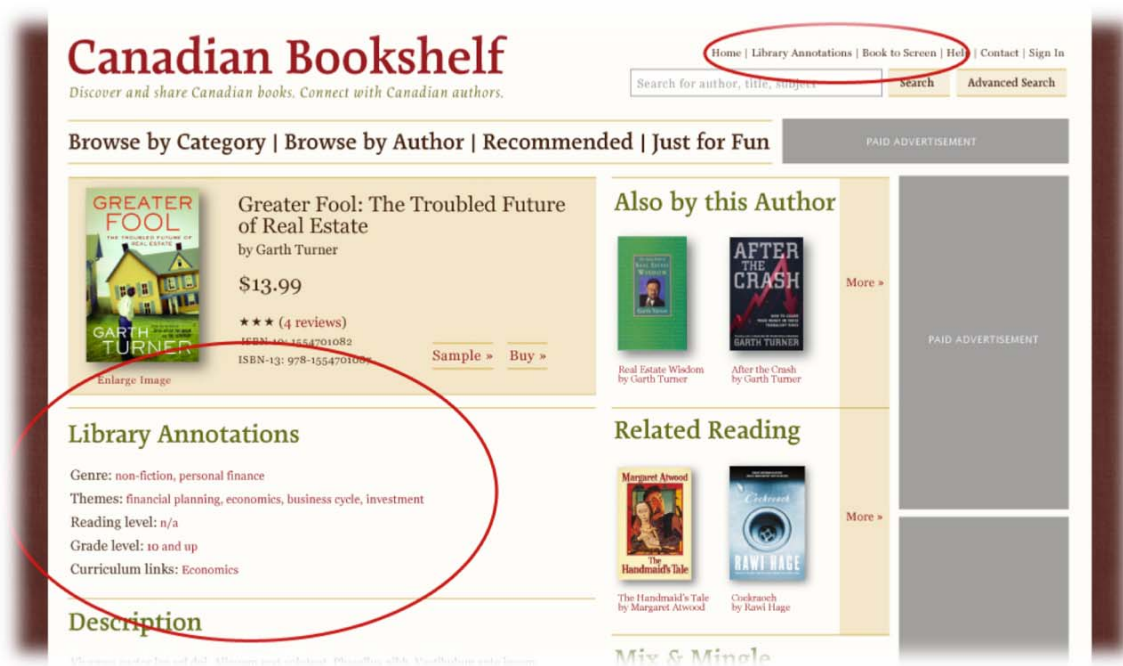 Canadian Bookshelf
Discover and share Canadian books. Connect with Canadian authors.
Home | Library Annotations | Book to Screen | Help | Contact | Sign In
Search for author, title, subject
Search
Advanced Search
Browse by Category | Browse by Author | Recommended | Just for Fun
PAID ADVERTISEMENT
GREATER
FOOL
THE TROUBLED FUTURE OF
REAL ESTATE
GARTH
TURNER
Enlarge Image
Greater Fool: The Troubled Future
of Real Estate
by Garth Turner
$13.99
★★★ (4 reviews)
ISBN-10: 1554701082
ISBN-13: 978-1554701087
Sample »
Buy »
Library Annotations
Genre: non-fiction, personal finance
Themes: financial planning, economics, business cycle, investment
Reading level: n/a
Grade level: 10 and up
Curriculum links: Economics
Description
Also by this Author
REAL ESTATE
WISDOM
Garth Turner
AFTER
THE
CRASH
GARTH TURNER
More »
Real Estate Wisdom
by Garth Turner
After the Crash
by Garth Turner
Related Reading
Margaret Atwood
The
Handmaid's Tale
Cockroach
RAWI HAGE
More »
The Handmaid's Tale
by Margaret Atwood
Cockraoch
by Rawi Hage
Mix & Mingle
PAID ADVERTISEMENT